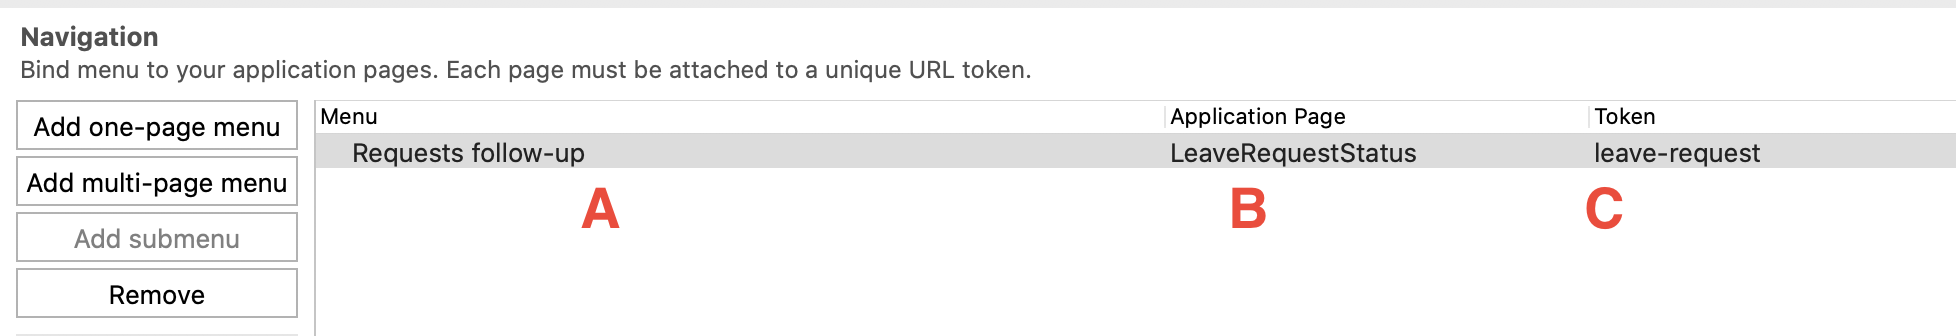 Navigation
Bind menu to your application pages. Each page must be attached to a unique URL token.
Add one-page menu
Add multi-page menu
Add submenu
Remove
Menu Application Page Token
Requests follow-up LeaveRequestStatus leave-request
A B C